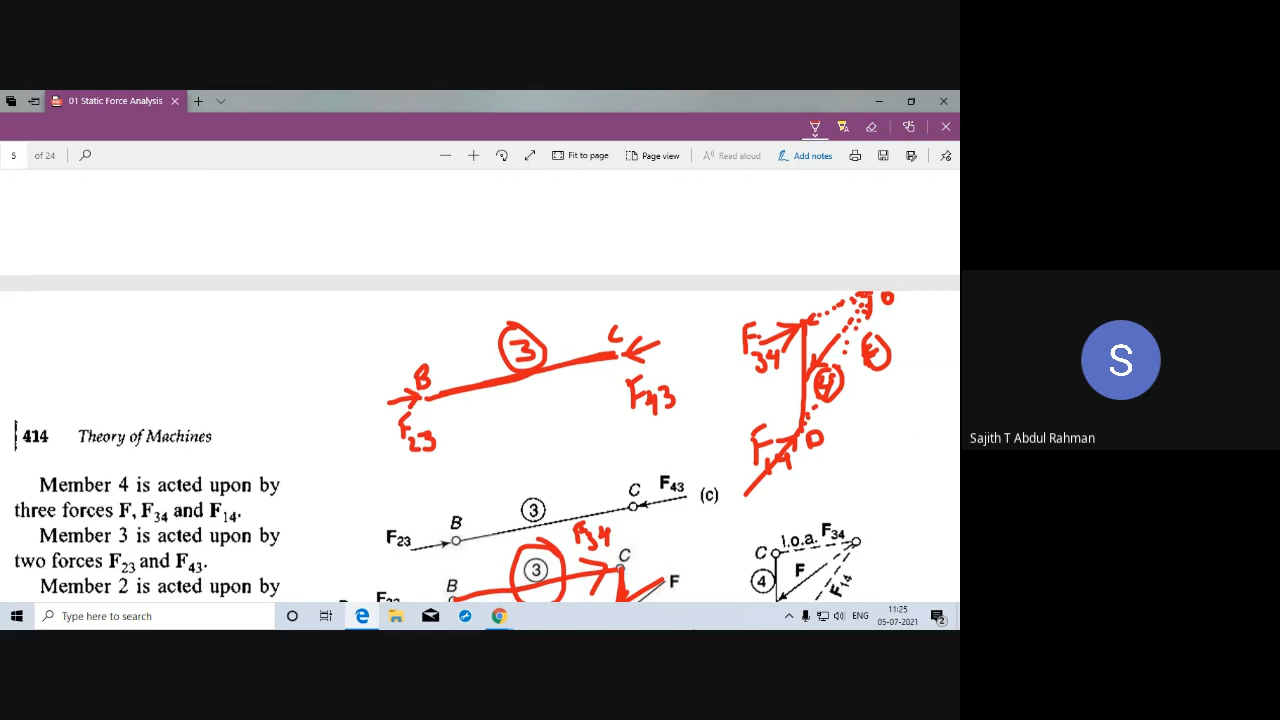 01 Static Force Analysis
5 of 24
Fit to page
Page view
Read aloud
Add notes
3
B
C
F23
F43
F34
4
F
D
F14
414 Theory of Machines
Member 4 is acted upon by
three forces F, F34 and F14.
Member 3 is acted upon by
two forces F23 and F43.
Member 2 is acted upon by
F23
B
3
C
F43
(c)
F34
3
C
B
F
C
l.o.a. F34
4
F
F14
S
Sajith T Abdul Rahman
Type here to search
ENG
11:25
05-07-2021
2